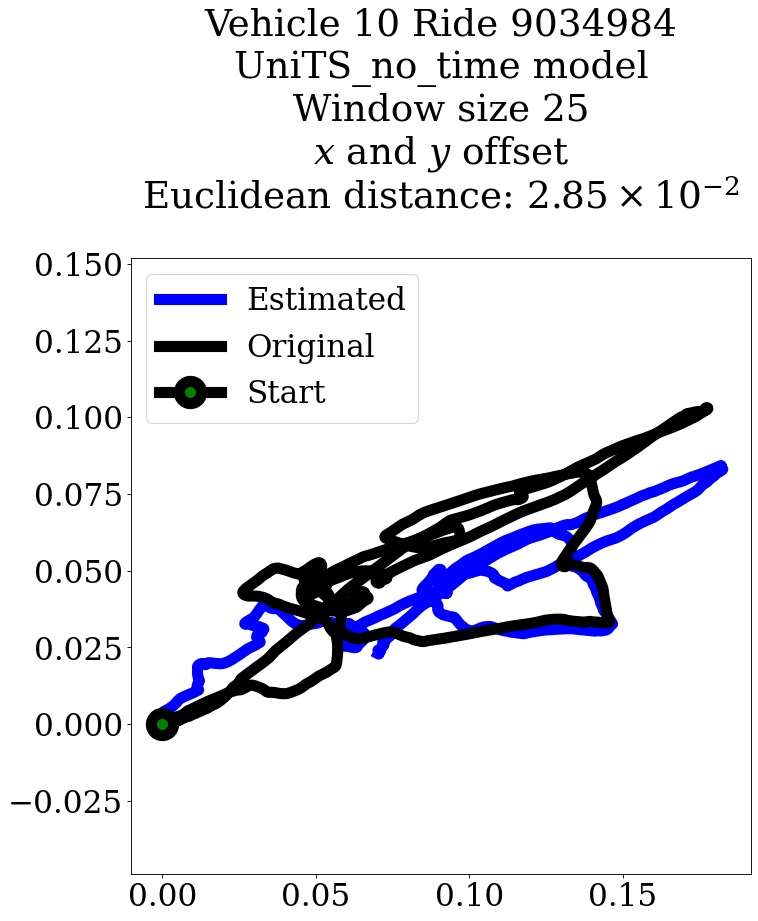 Vehicle 10 Ride 9034984
UniTS_no_time model
Window size 25
x and y offset
Euclidean distance: 2.85 × 10⁻²
0.150
0.125
0.100
0.075
0.050
0.025
0.000
−0.025
Estimated
Original
Start
0.00 0.05 0.10 0.15